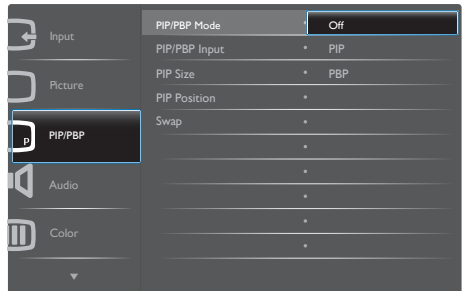 Input
Picture
PIP/PBP
Audio
Color
PIP/PBP Mode
PIP/PBP Input
PIP Size
PIP Position
Swap
Off
PIP
PBP
P